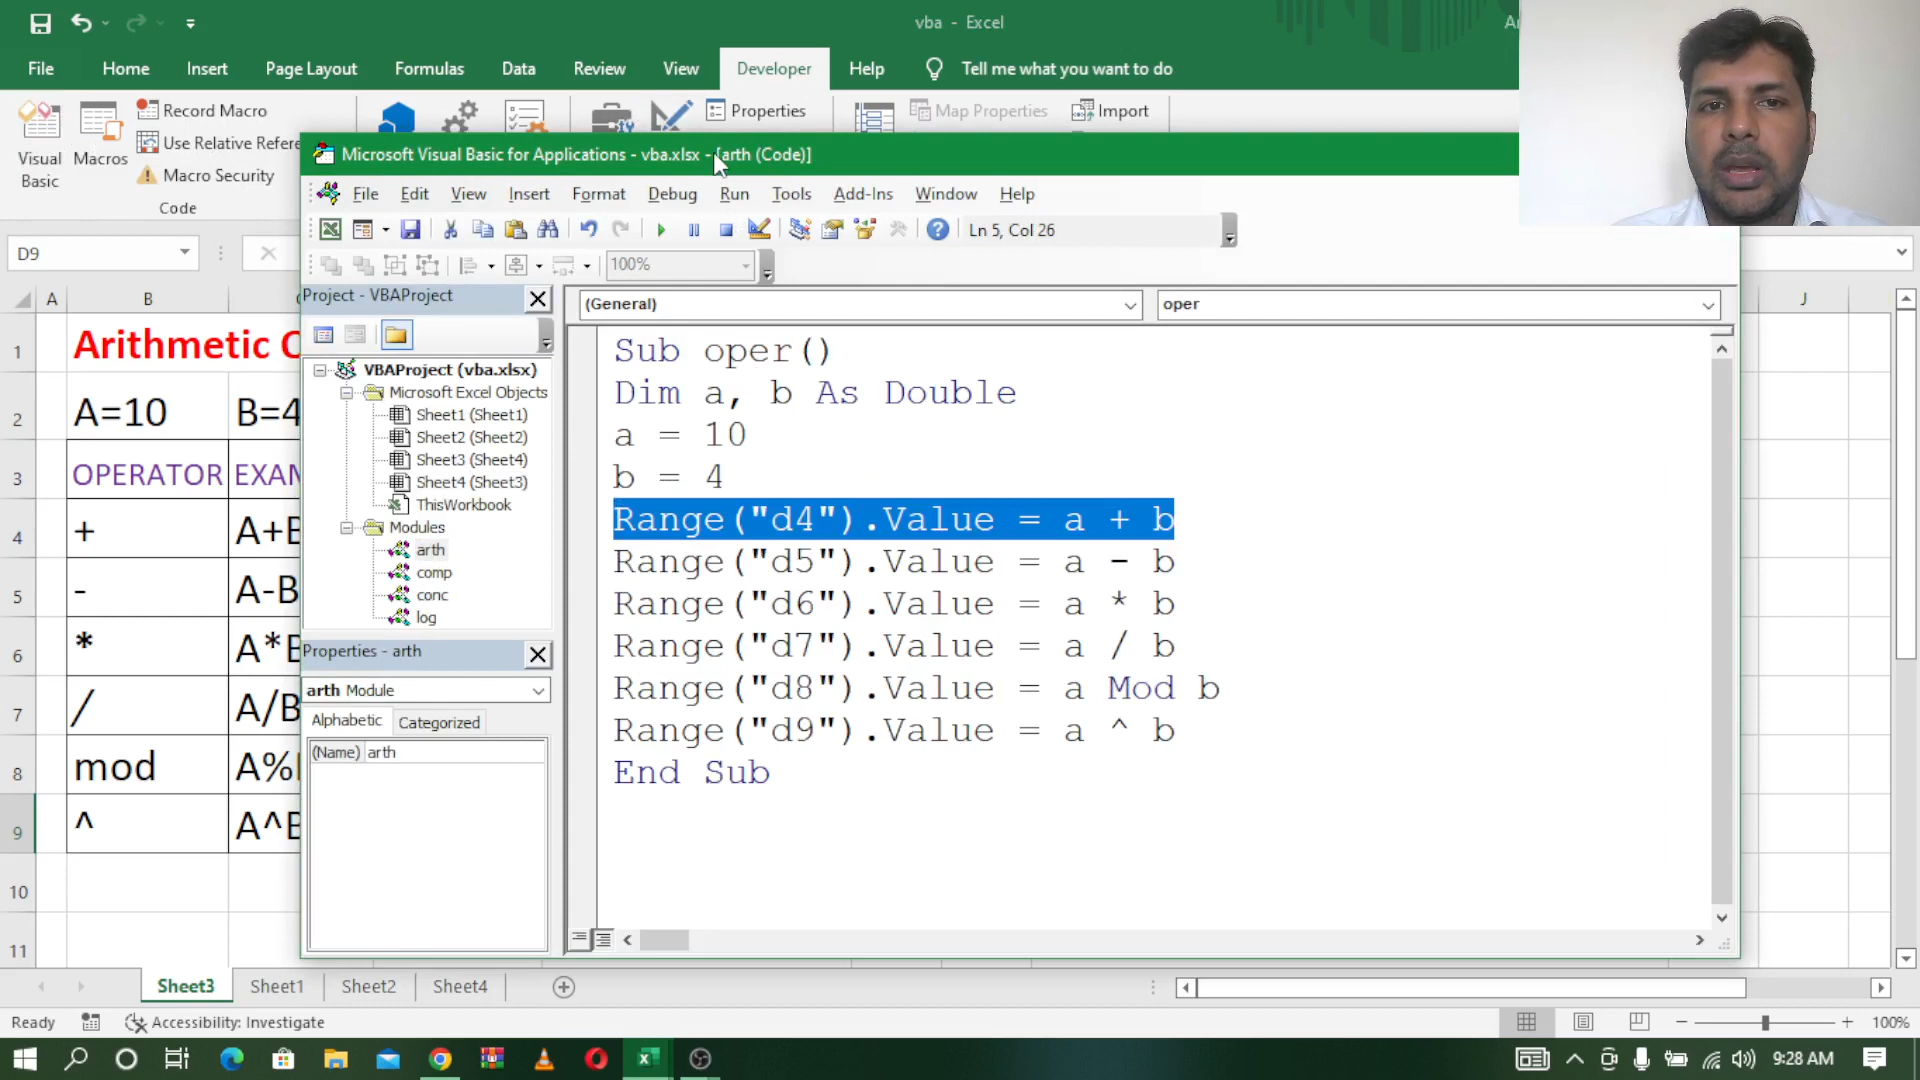 vba - Excel
File Home Insert Page Layout Formulas Data Review View Developer Help Tell me what you want to do
Visual Basic
Macros
Record Macro
Use Relative Refere
Macro Security
Code
Properties
Map Properties
Import
Microsoft Visual Basic for Applications - vba.xlsx - [arth (Code)]
File Edit View Insert Format Debug Run Tools Add-Ins Window Help
Ln 5, Col 26
100%
D9
Project - VBAProject
(General)
oper
VBAProject (vba.xlsx)
Microsoft Excel Objects
Sheet1 (Sheet1)
Sheet2 (Sheet2)
Sheet3 (Sheet4)
Sheet4 (Sheet3)
ThisWorkbook
Modules
arth
comp
conc
log
Properties - arth
arth Module
Alphabetic Categorized
(Name) arth
Sub oper()
Dim a, b As Double
a = 10
b = 4
Range("d4").Value = a + b
Range("d5").Value = a - b
Range("d6").Value = a * b
Range("d7").Value = a / b
Range("d8").Value = a Mod b
Range("d9").Value = a ^ b
End Sub
A B J
1 Arithmetic
2 A=10 B=4
3 OPERATOR EXAM
4 + A+B
5 - A-B
6 * A*B
7 / A/B
8 mod A%
9 ^ A^B
10
11
Sheet3 Sheet1 Sheet2 Sheet4
Ready Accessibility: Investigate 100%
9:28 AM